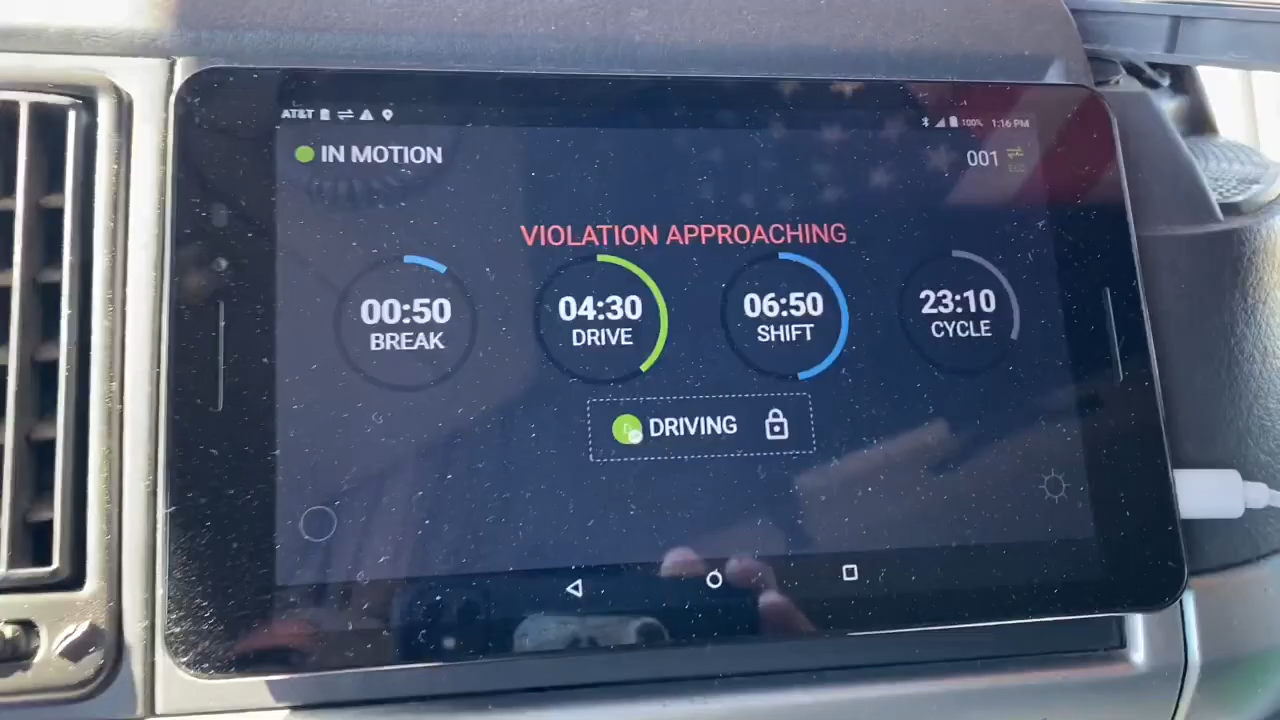 AT&T 100% 1:16 PM
IN MOTION 001
VIOLATION APPROACHING
00:50 04:30 06:50 23:10
BREAK DRIVE SHIFT CYCLE
DRIVING